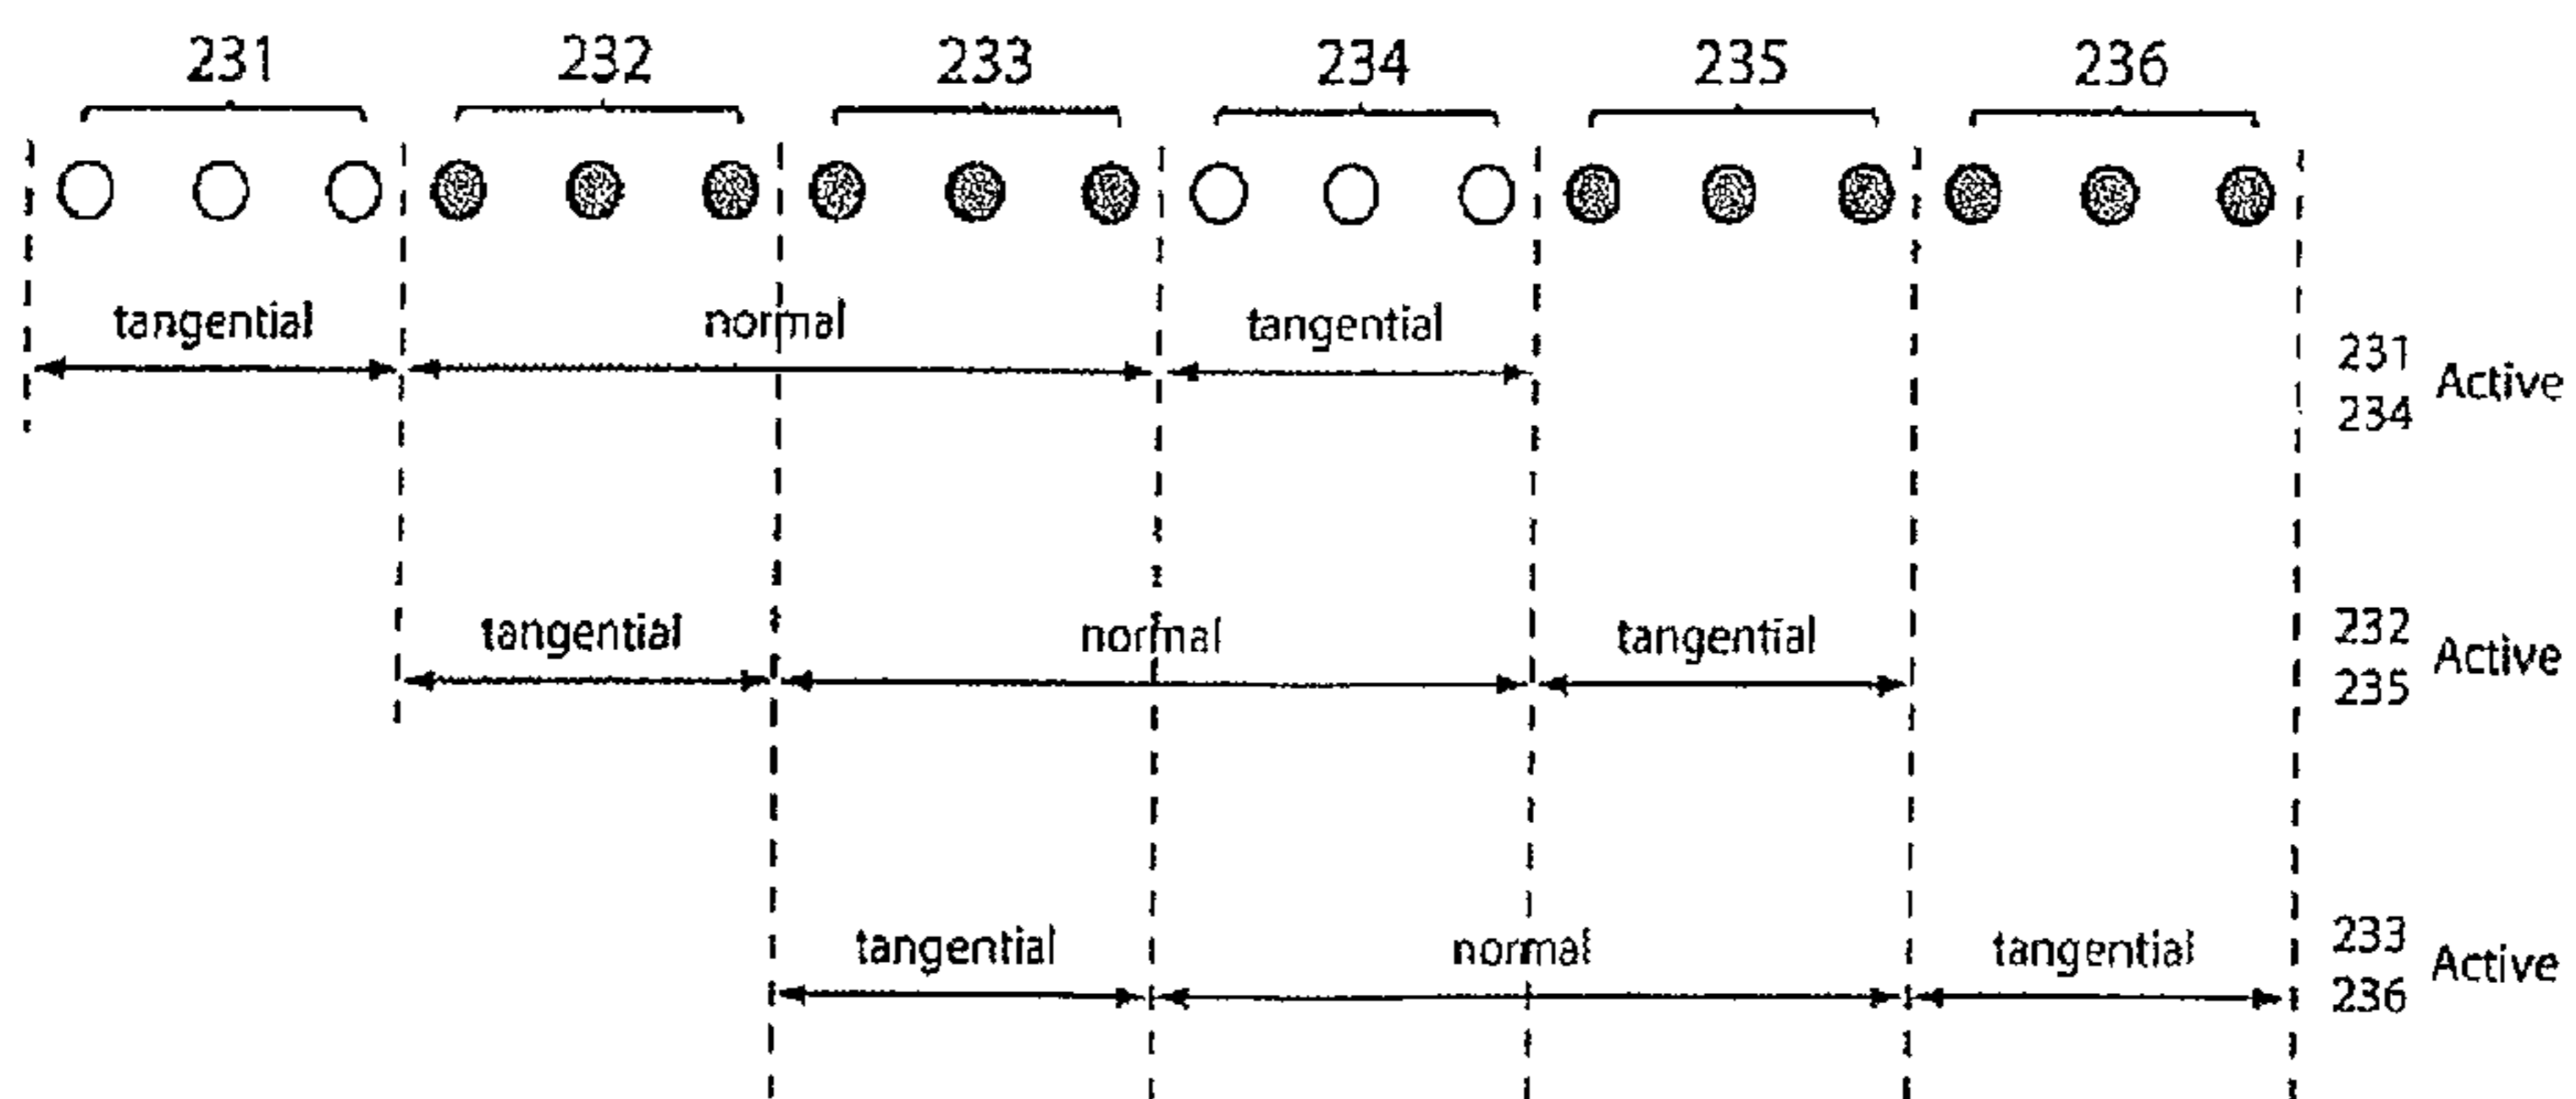 231 232 233 234 235 236
tangential normal tangential
231
234 Active
tangential normal tangential
232
235 Active
tangential normal tangential
233
236 Active